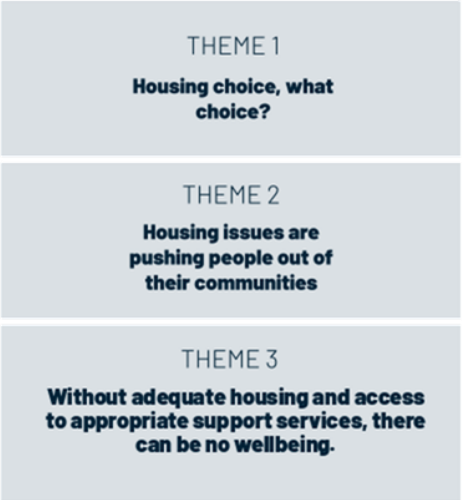 THEME 1
Housing choice, what
choice?
THEME 2
Housing issues are
pushing people out of
their communities
THEME 3
Without adequate housing and access
to appropriate support services, there
can be no wellbeing.